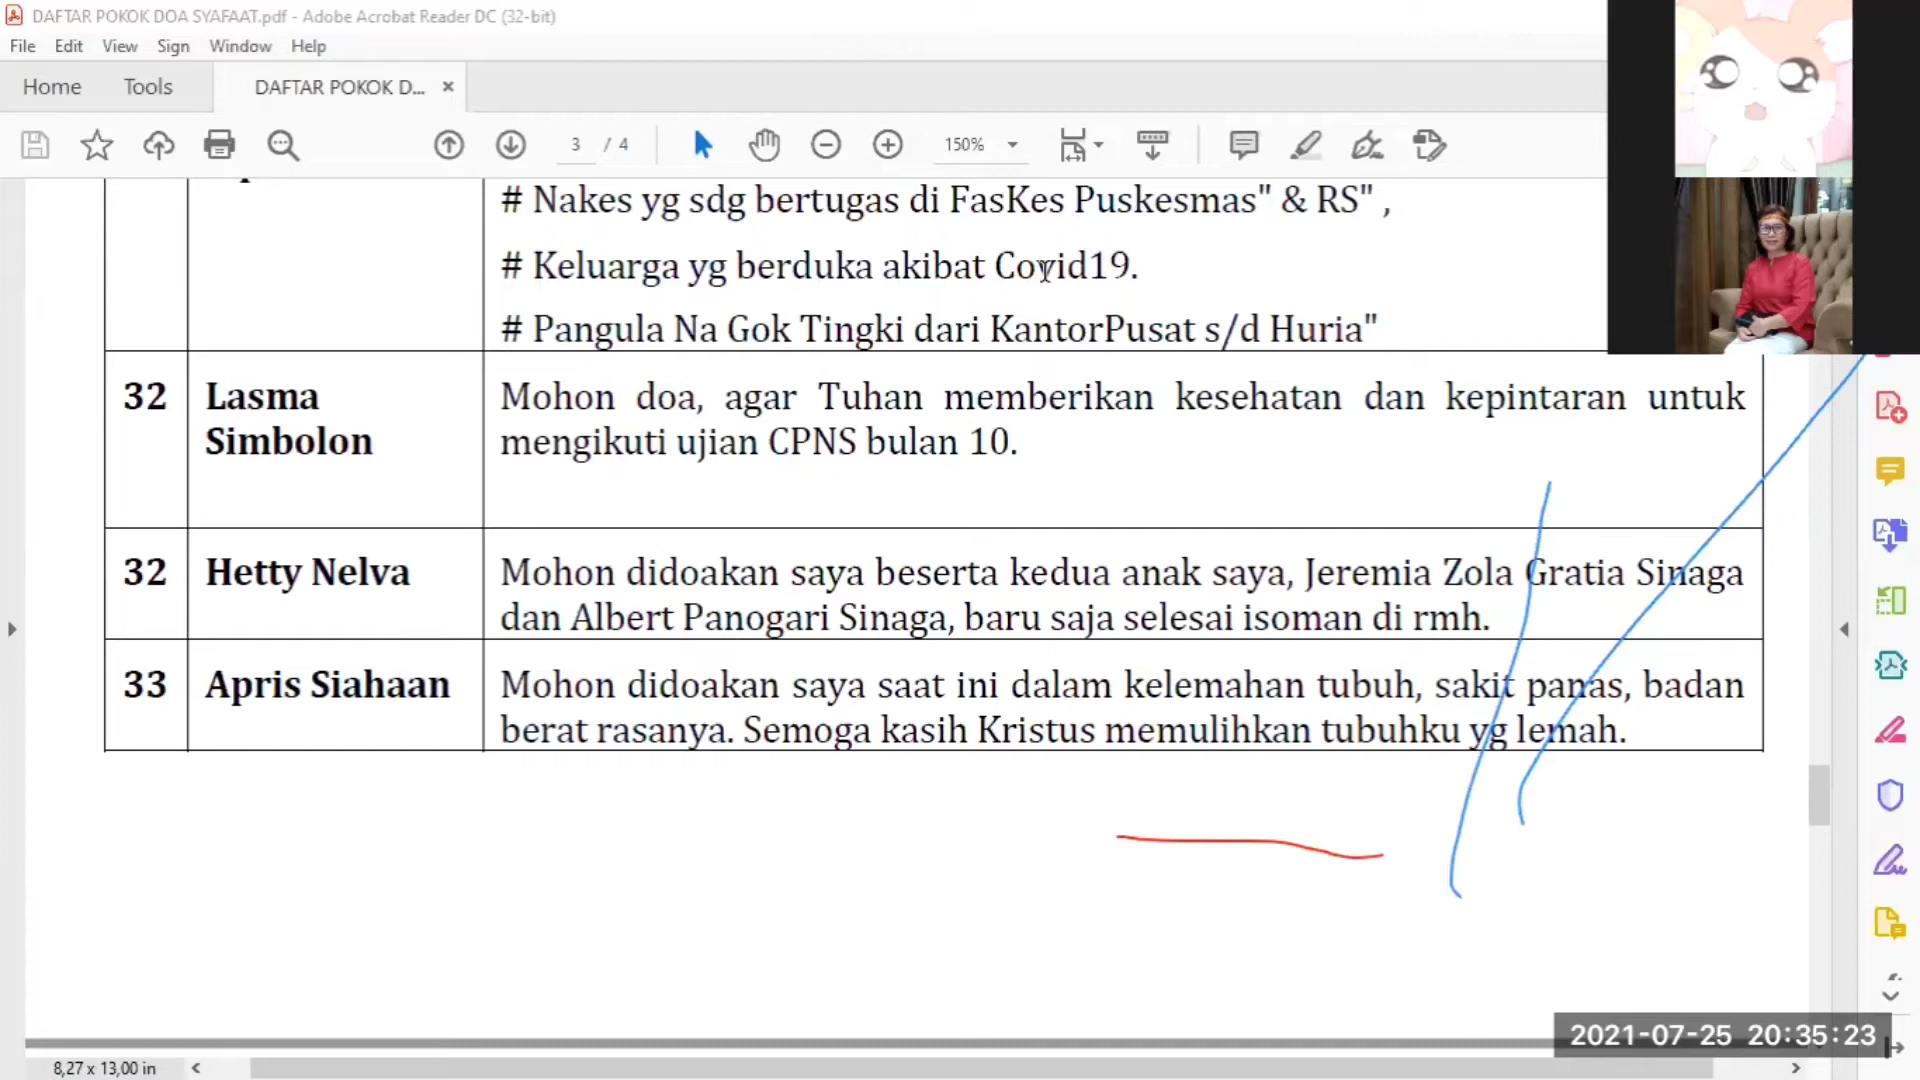 DAFTAR POKOK DOA SYAFAAT.pdf - Adobe Acrobat Reader DC (32-bit)
File Edit View Sign Window Help
Home Tools DAFTAR POKOK D... ×
3 / 4 150%
# Nakes yg sdg bertugas di FasKes Puskesmas" & RS" ,
# Keluarga yg berduka akibat Covid19.
# Pangula Na Gok Tingki dari KantorPusat s/d Huria"
32 Lasma Simbolon
Mohon doa, agar Tuhan memberikan kesehatan dan kepintaran untuk
mengikuti ujian CPNS bulan 10.
32 Hetty Nelva
Mohon didoakan saya beserta kedua anak saya, Jeremia Zola Gratia Sinaga
dan Albert Panogari Sinaga, baru saja selesai isoman di rmh.
33 Apris Siahaan
Mohon didoakan saya saat ini dalam kelemahan tubuh, sakit panas, badan
berat rasanya. Semoga kasih Kristus memulihkan tubuhku yg lemah.
2021-07-25 20:35:23
8,27 x 13,00 in